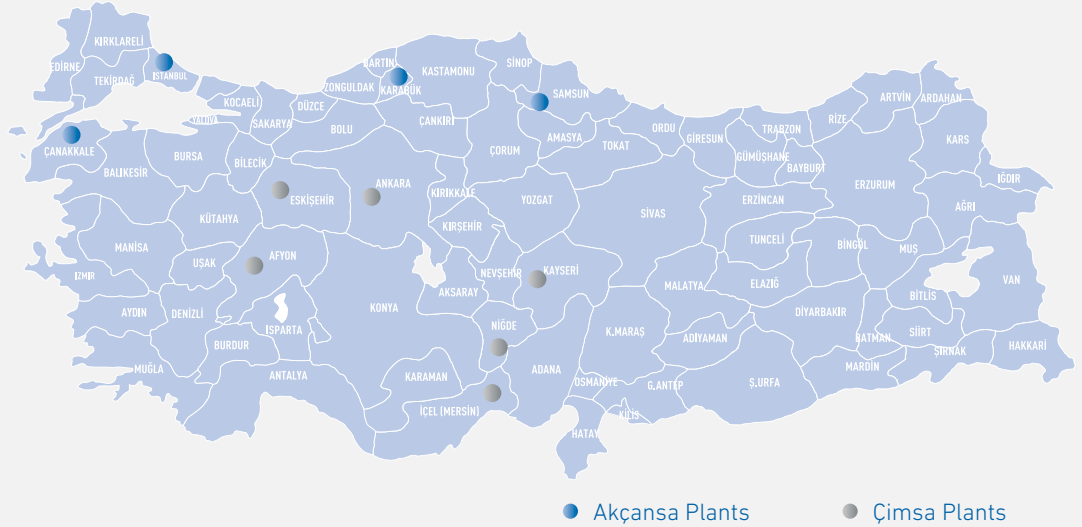 KIRKLARELİ
EDİRNE
TEKİRDAĞ
İSTANBUL
KOCAELİ
YALOVA
SAKARYA
DÜZCE
ZONGULDAK
BARTIN
KARABÜK
KASTAMONU
SİNOP
SAMSUN
ÇANKIRI
BOLU
BİLECİK
BURSA
ÇANAKKALE
BALIKESİR
ESKİŞEHİR
ANKARA
KIRIKKALE
ÇORUM
AMASYA
TOKAT
ORDU
GİRESUN
TRABZON
GÜMÜŞHANE
BAYBURT
RİZE
ARTVİN
ARDAHAN
KARS
IĞDIR
AĞRI
ERZURUM
ERZİNCAN
SİVAS
YOZGAT
KIRŞEHİR
KÜTAHYA
MANİSA
UŞAK
AFYON
İZMİR
AYDIN
DENİZLİ
MUĞLA
BURDUR
ISPARTA
ANTALYA
KONYA
AKSARAY
NEVŞEHİR
KAYSERİ
NİĞDE
KARAMAN
İÇEL (MERSİN)
ADANA
OSMANİYE
HATAY
KİLİS
G.ANTEP
K.MARAŞ
MALATYA
ADIYAMAN
Ş.URFA
TUNCELİ
ELAZIĞ
BİNGÖL
MUŞ
DİYARBAKIR
BATMAN
MARDİN
BİTLİS
SİİRT
ŞIRNAK
VAN
HAKKARİ
Akçansa Plants
Çimsa Plants